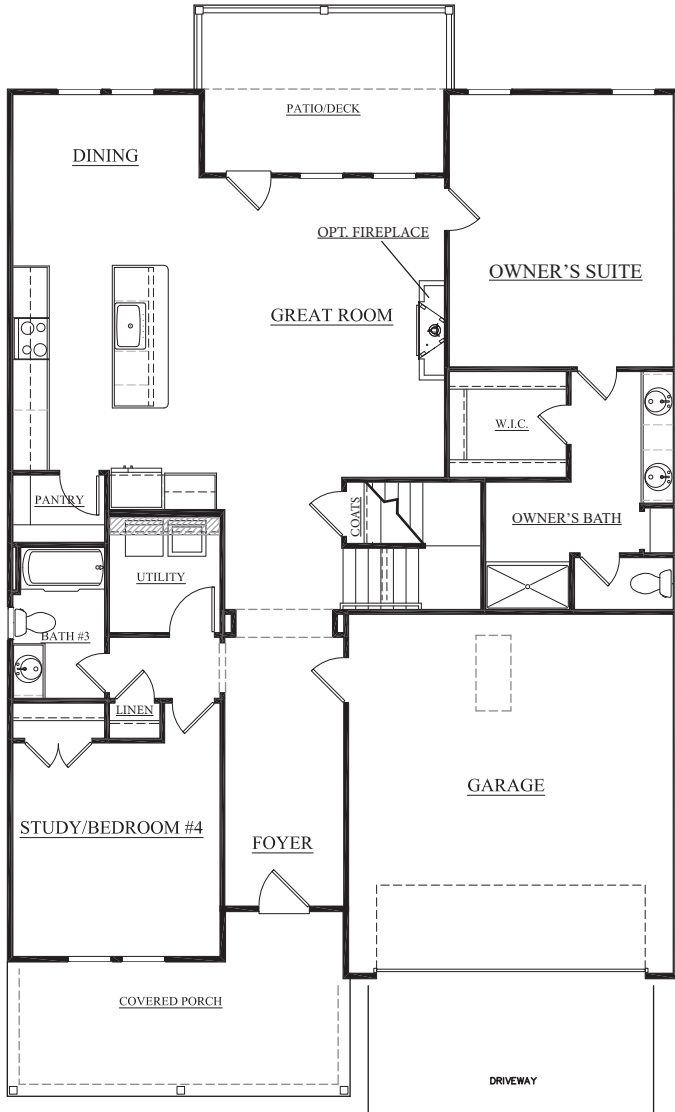 PATIO/DECK
DINING
OPT. FIREPLACE
OWNER'S SUITE
GREAT ROOM
W.I.C.
PANTRY
COATS
OWNER'S BATH
UTILITY
BATH #3
LINEN
GARAGE
STUDY/BEDROOM #4
FOYER
COVERED PORCH
DRIVEWAY